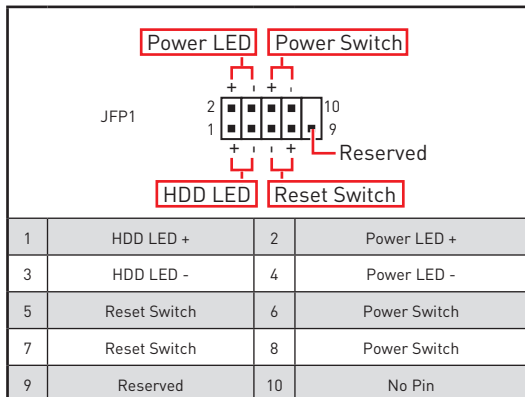 Power LED Power Switch
+ - + -
2 10
JFP1
1 9
+ - - +
Reserved
HDD LED Reset Switch
1 HDD LED + 2 Power LED +
3 HDD LED - 4 Power LED -
5 Reset Switch 6 Power Switch
7 Reset Switch 8 Power Switch
9 Reserved 10 No Pin